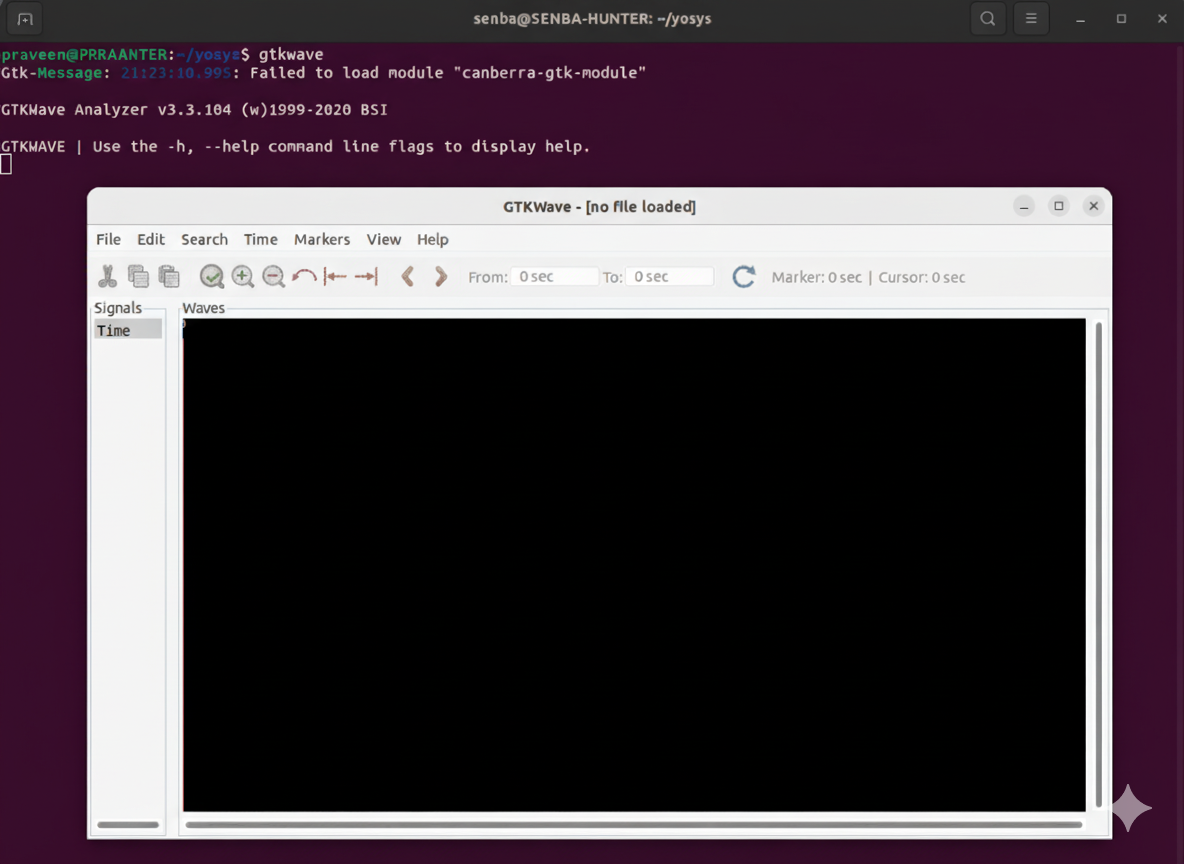 senba@SENBA-HUNTER: ~/yosys
praveen@PRRAANTER:~/yosys$ gtkwave
Gtk-Message: 21:23:10.995: Failed to load module "canberra-gtk-module"
GTKWave Analyzer v3.3.104 (w)1999-2020 BSI
GTKWAVE | Use the -h, --help command line flags to display help.
GTKWave - [no file loaded]
File Edit Search Time Markers View Help
From: 0 sec To: 0 sec Marker: 0 sec | Cursor: 0 sec
Signals Waves
Time